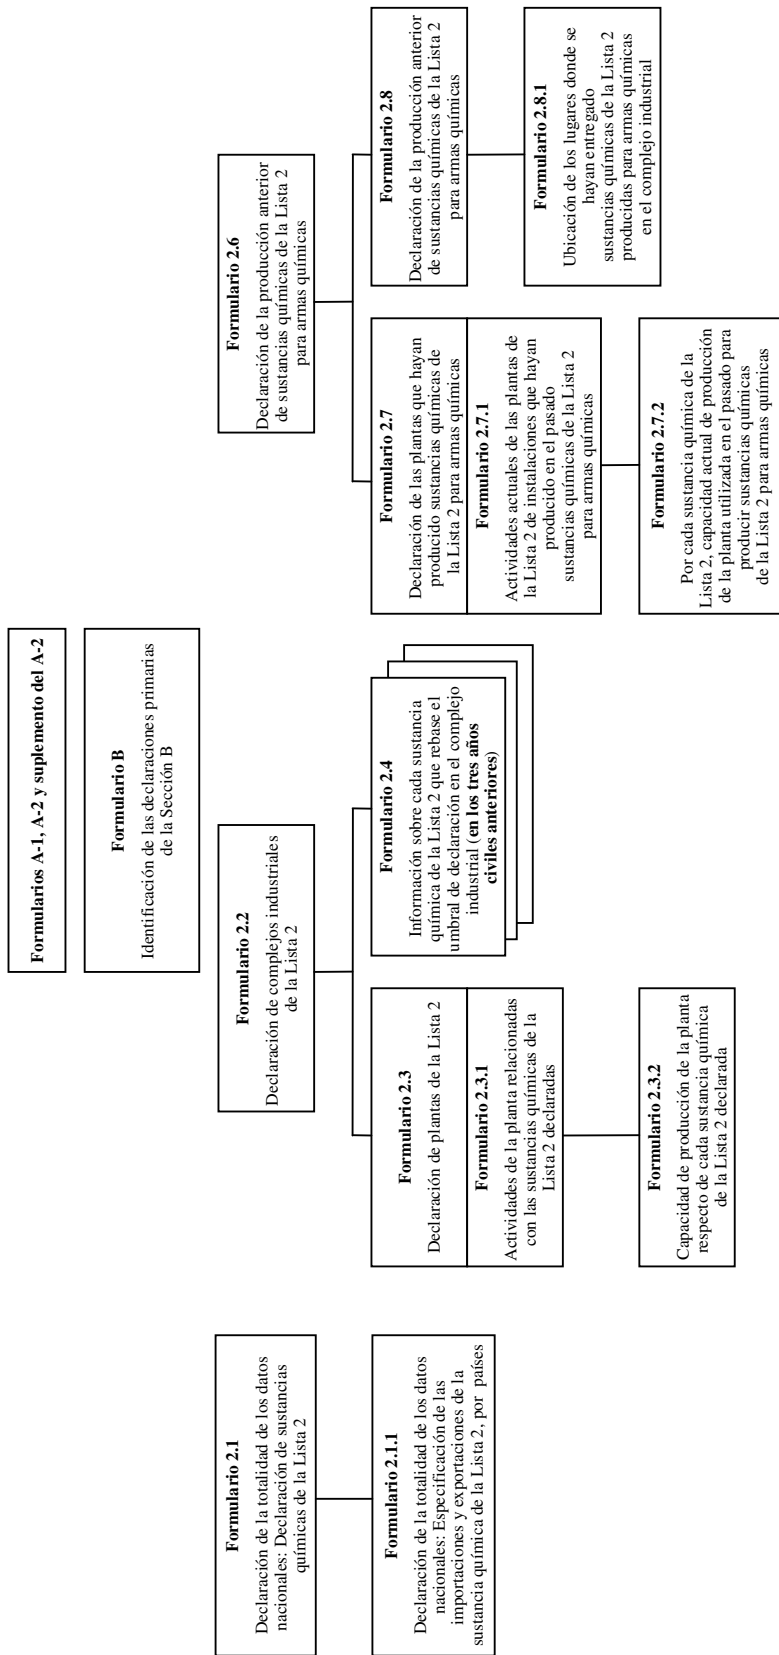 Formularios A-1, A-2 y suplemento del A-2
Formulario B
Identificación de las declaraciones primarias
de la Sección B
Formulario 2.1
Declaración de la totalidad de los datos
nacionales: Declaración de sustancias
químicas de la Lista 2
Formulario 2.1.1
Declaración de la totalidad de los datos
nacionales: Especificación de las
importaciones y exportaciones de la
sustancia química de la Lista 2, por países
Formulario 2.2
Declaración de complejos industriales
de la Lista 2
Formulario 2.3
Declaración de plantas de la Lista 2
Formulario 2.3.1
Actividades de la planta relacionadas
con las sustancias químicas de la
Lista 2 declaradas
Formulario 2.3.2
Capacidad de producción de la planta
respecto de cada sustancia química
de la Lista 2 declarada
Formulario 2.4
Información sobre cada sustancia
química de la Lista 2 que rebase el
umbral de declaración en el complejo
industrial (en los tres años
civiles anteriores)
Formulario 2.6
Declaración de la producción anterior
de sustancias químicas de la Lista 2
para armas químicas
Formulario 2.7
Declaración de las plantas que hayan
producido sustancias químicas de
la Lista 2 para armas químicas
Formulario 2.7.1
Actividades actuales de las plantas de
la Lista 2 de instalaciones que hayan
producido en el pasado
sustancias químicas de la Lista 2
para armas químicas
Formulario 2.7.2
Por cada sustancia química de la
Lista 2, capacidad actual de producción
de la planta utilizada en el pasado para
producir sustancias químicas
de la Lista 2 para armas químicas
Formulario 2.8
Declaración de la producción anterior
de sustancias químicas de la Lista 2
para armas químicas
Formulario 2.8.1
Ubicación de los lugares donde se
hayan entregado
sustancias químicas de la Lista 2
producidas para armas químicas
en el complejo industrial